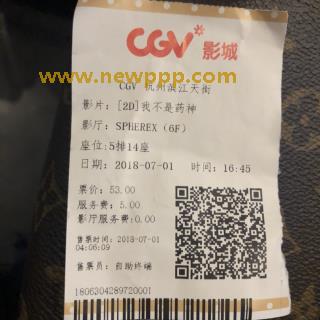 CGV影城
www.newppp.com
CGV 杭州滨江天街
影片: [2D]我不是药神
影厅: SPHEREX (6F)
座位:5排14座
日期: 2018-07-01 时间: 16:45
票价: 53.00
服务费: 5.00
影厅服务费:0.00
售票时间: 2018-07-01
04:06:09
售票员: 自助终端
1806304289720001